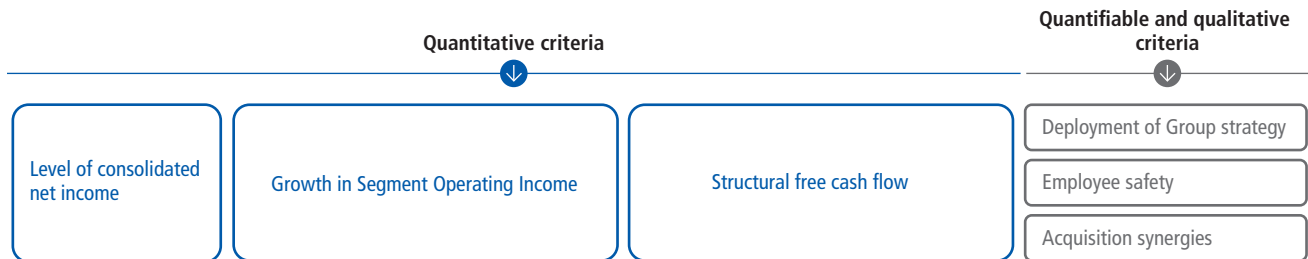 Quantitative criteria
Quantifiable and qualitative
criteria
Level of consolidated
net income
Growth in Segment Operating Income
Structural free cash flow
Deployment of Group strategy
Employee safety
Acquisition synergies